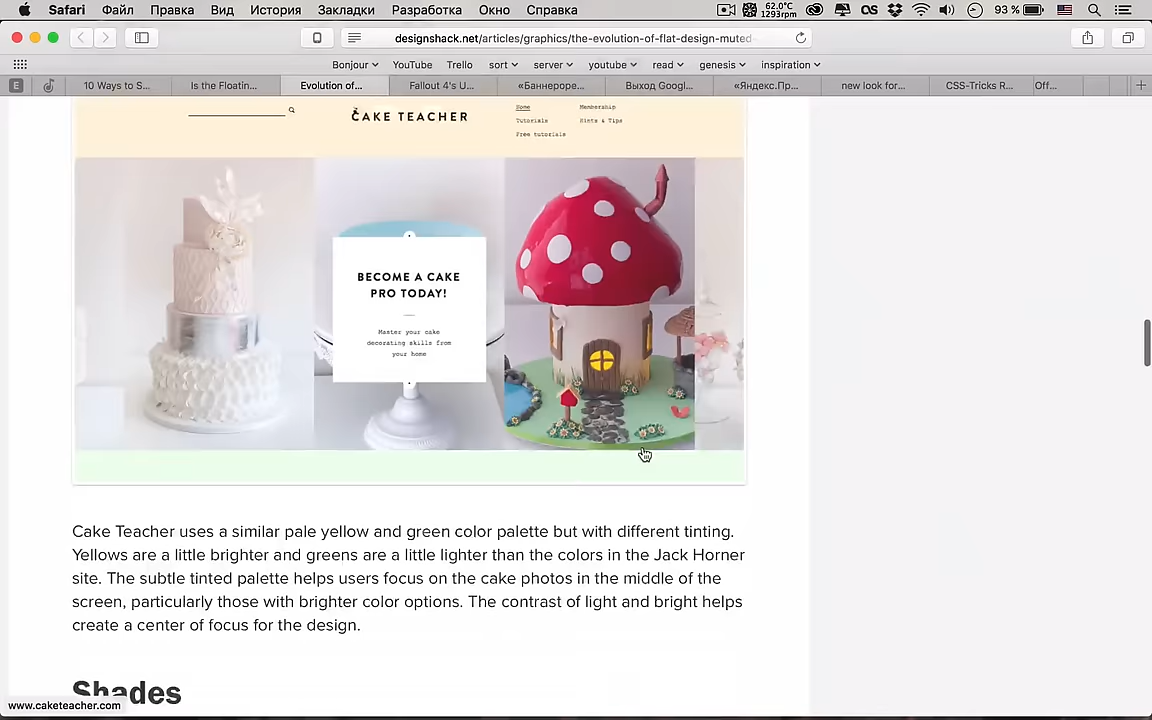 Safari Файл Правка Вид История Закладки Разработка Окно Справка 62.0°C 1293rpm 93 %
designshack.net/articles/graphics/the-evolution-of-flat-design-muted-
Bonjour YouTube Trello sort server youtube read genesis inspiration
10 Ways to S... Is the Floatin... Evolution of... Fallout 4's U... «Баннероре... Выход Googl... «Яндекс.Пр... new look for... CSS-Tricks R... Off...
CAKE TEACHER
Home Membership
Tutorials Hints & Tips
Free tutorials
BECOME A CAKE
PRO TODAY!
Master your cake
decorating skills from
your home
Cake Teacher uses a similar pale yellow and green color palette but with different tinting.
Yellows are a little brighter and greens are a little lighter than the colors in the Jack Horner
site. The subtle tinted palette helps users focus on the cake photos in the middle of the
screen, particularly those with brighter color options. The contrast of light and bright helps
create a center of focus for the design.
Shades
www.caketeacher.com